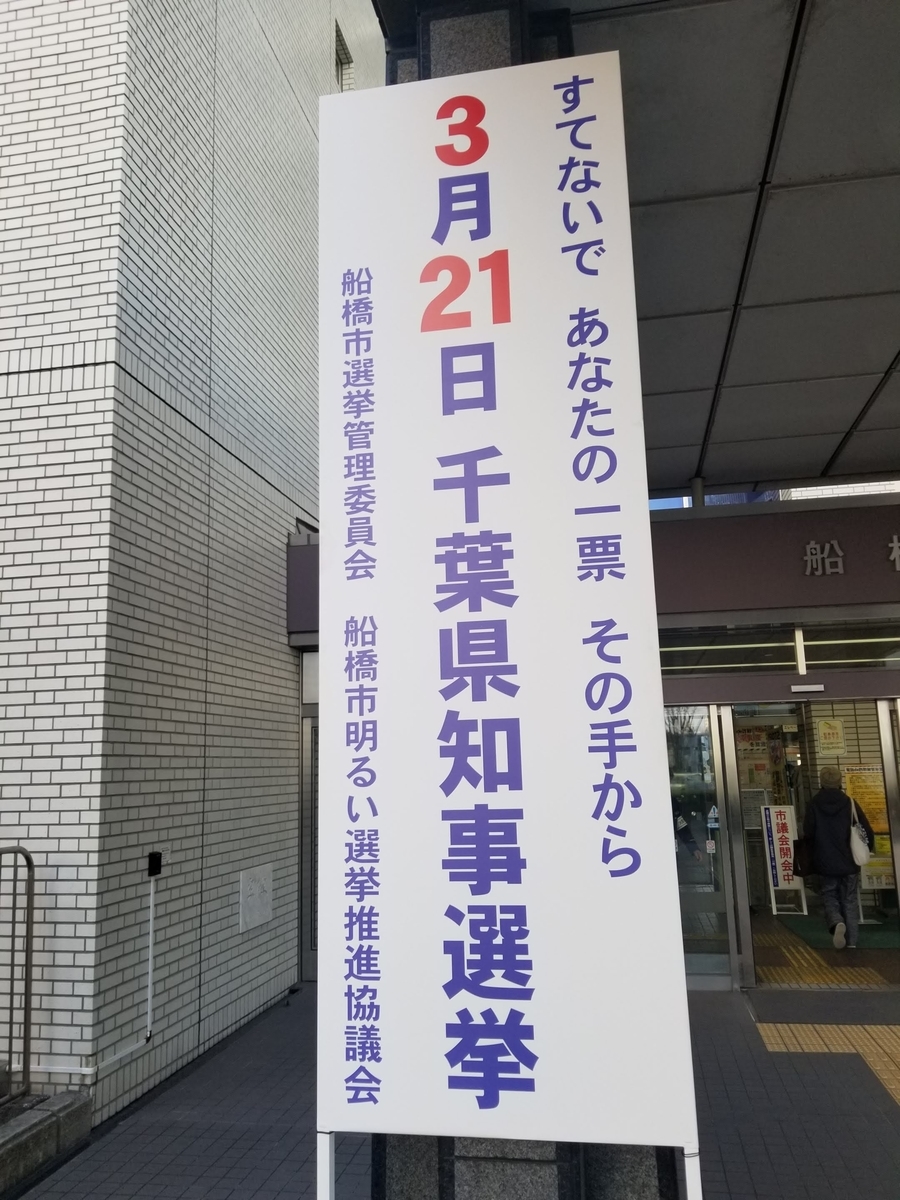 すてないで あなたの一票 その手から
3月21日 千葉県知事選挙
船橋市選挙管理委員会 船橋市明るい選挙推進協議会
船
市議会開会中